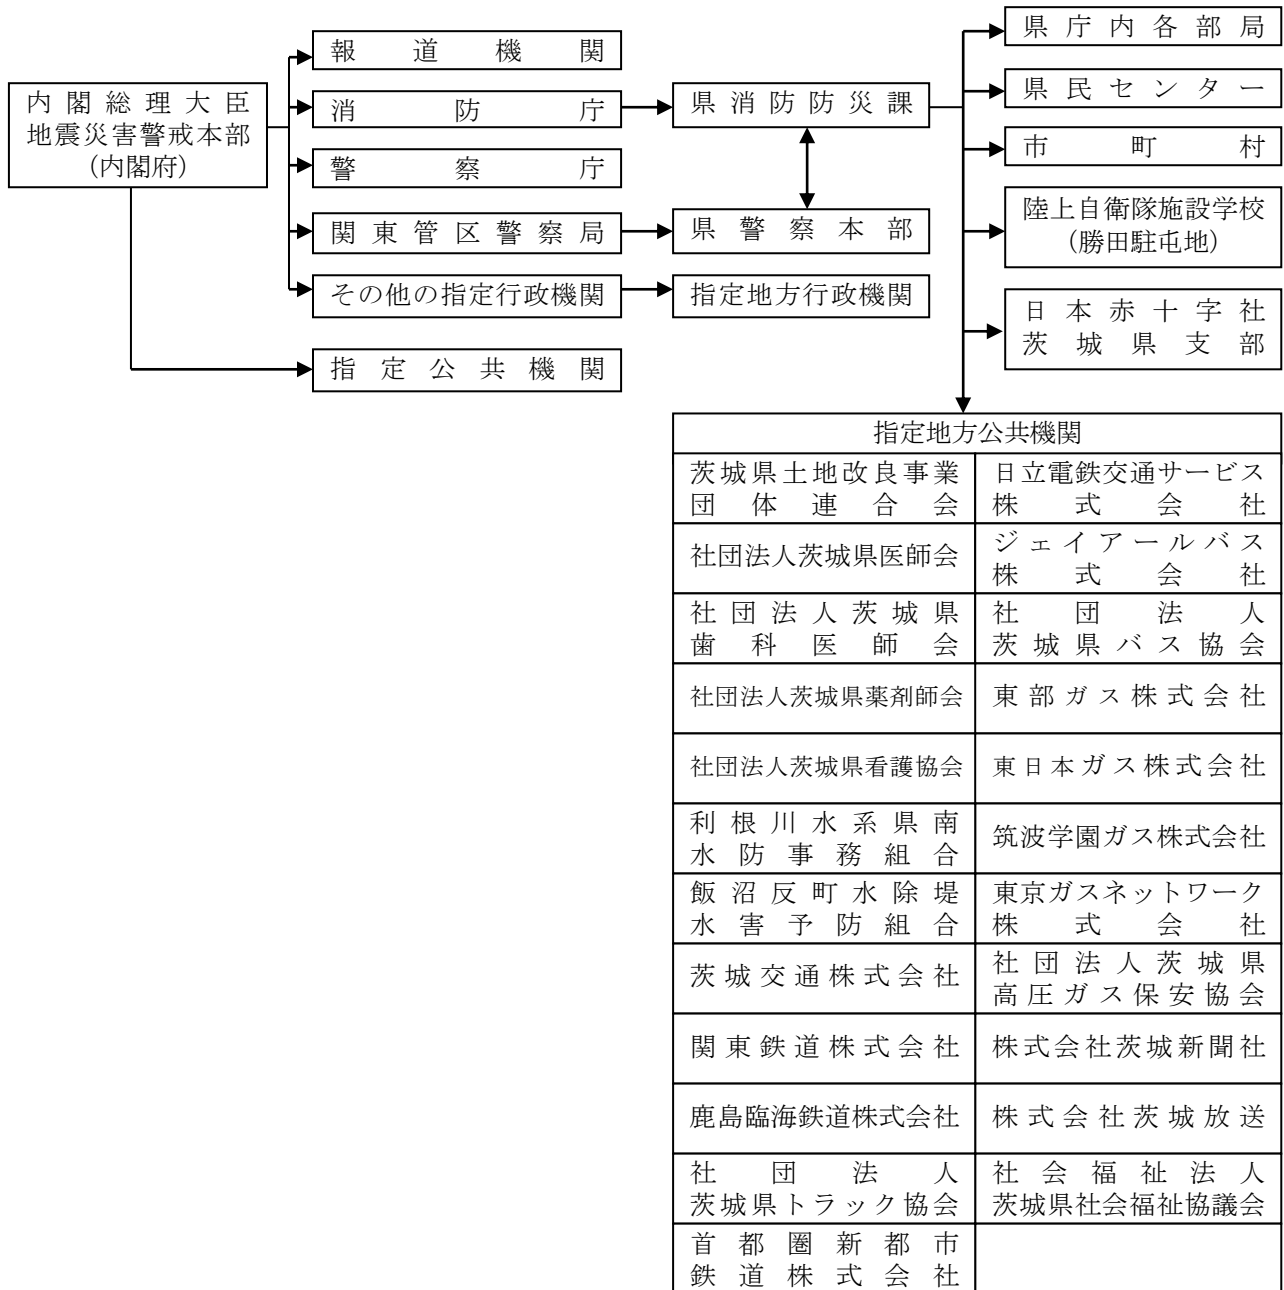 内閣総理大臣
地震災害警戒本部
(内閣府)
報道機関
消防庁
警察庁
関東管区警察局
その他の指定行政機関
指定公共機関
県消防防災課
県警察本部
指定地方行政機関
県庁内各部局
県民センター
市町村
陸上自衛隊施設学校
(勝田駐屯地)
日本赤十字社
茨城県支部
指定地方公共機関
茨城県土地改良事業
団体連合会
日立電鉄交通サービス
株式会社
社団法人茨城県医師会
ジェイアールバス
株式会社
社団法人茨城県
歯科医師会
社団法人
茨城県バス協会
社団法人茨城県薬剤師会
東部ガス株式会社
社団法人茨城県看護協会
東日本ガス株式会社
利根川水系県南
水防事務組合
筑波学園ガス株式会社
飯沼反町水除堤
水害予防組合
東京ガスネットワーク
株式会社
茨城交通株式会社
社団法人茨城県
高圧ガス保安協会
関東鉄道株式会社
株式会社茨城新聞社
鹿島臨海鉄道株式会社
株式会社茨城放送
社団法人
茨城県トラック協会
社会福祉法人
茨城県社会福祉協議会
首都圏新都市
鉄道株式会社